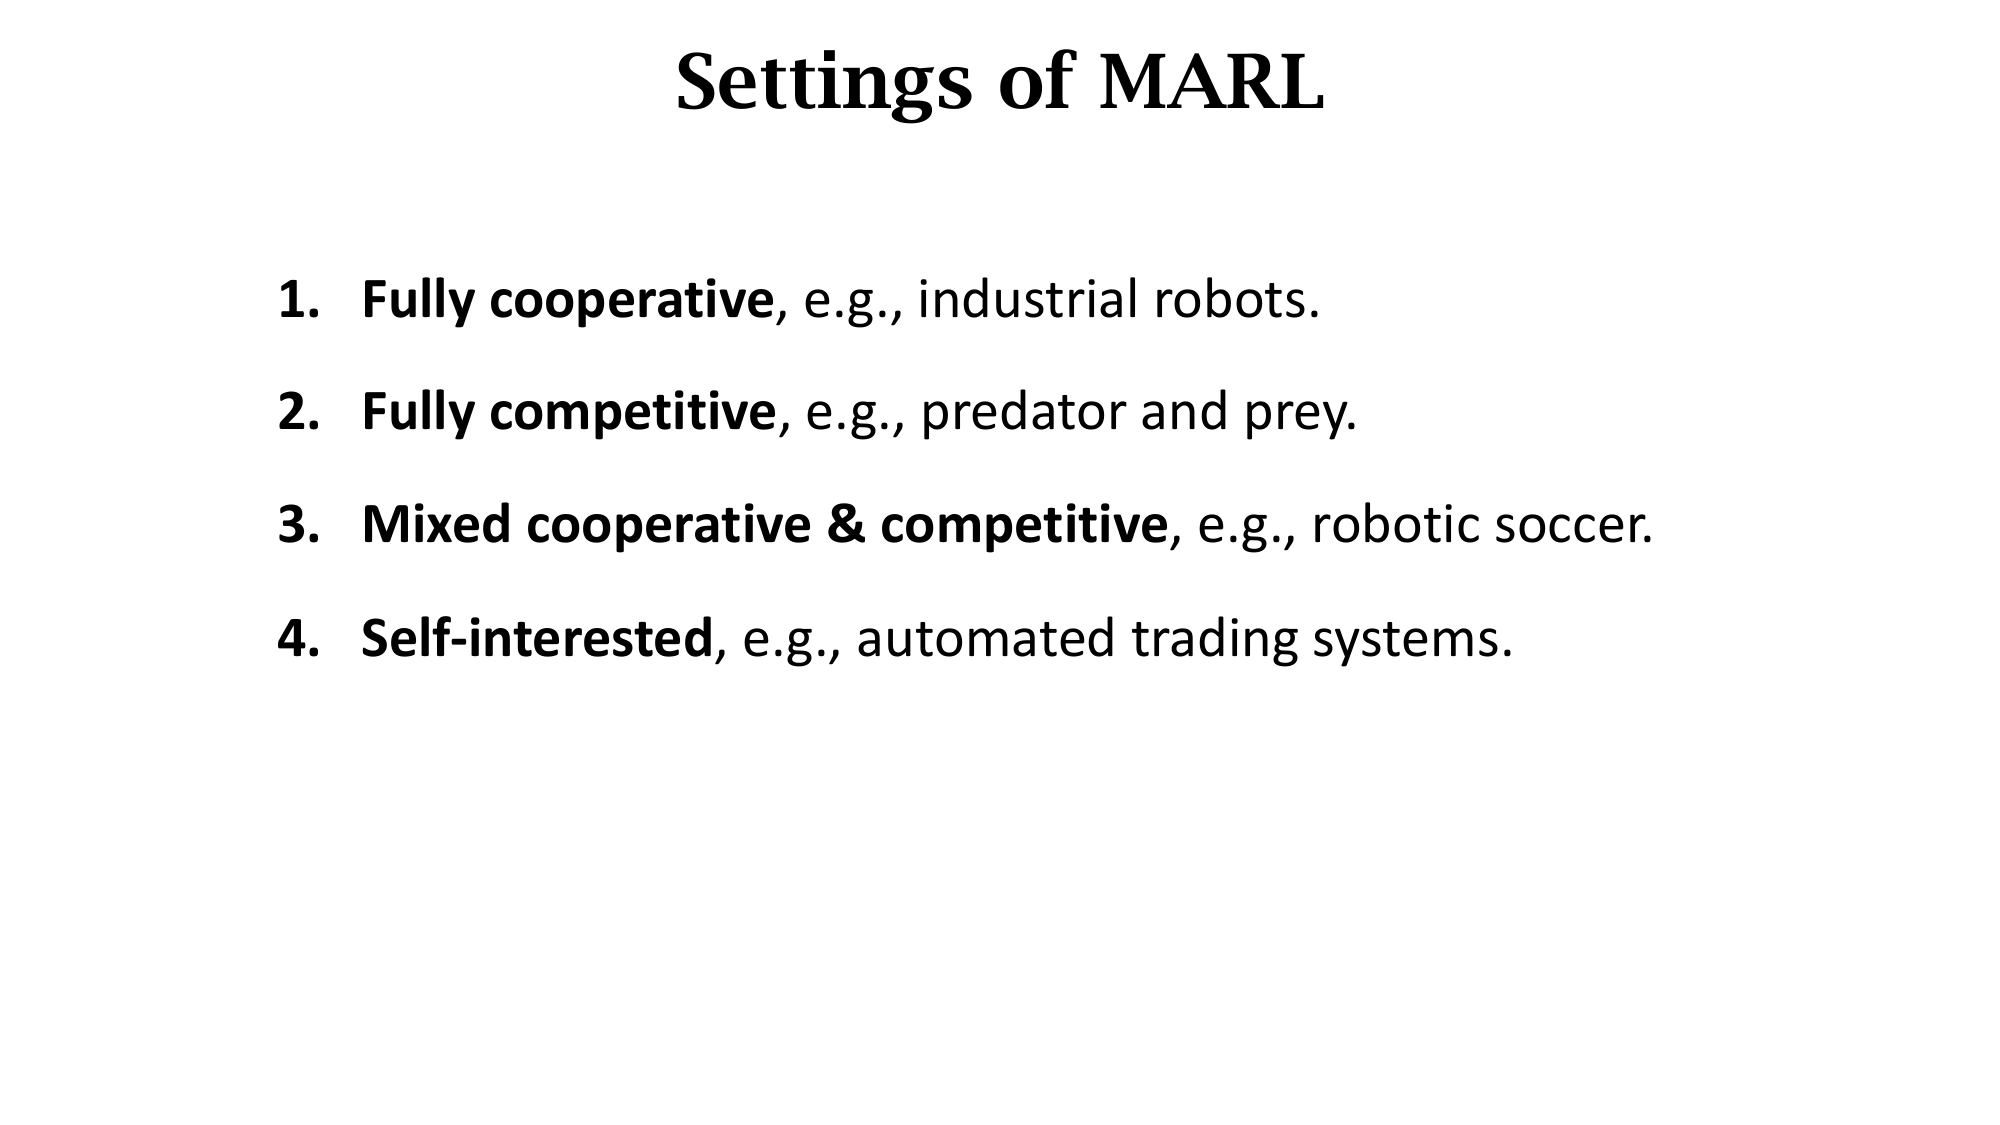 Settings of MARL
1. Fully cooperative, e.g., industrial robots.
2. Fully competitive, e.g., predator and prey.
3. Mixed cooperative & competitive, e.g., robotic soccer.
4. Self-interested, e.g., automated trading systems.